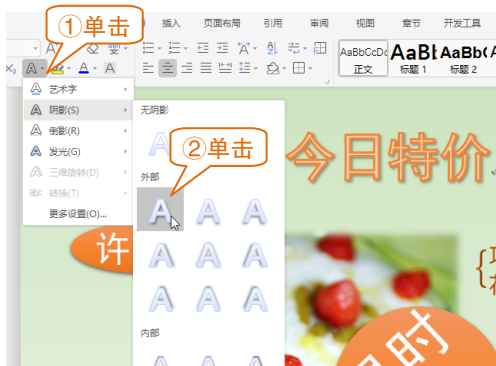 ①单击
插入 页面布局 引用 审阅 视图 章节 开发工具
AaBbCcDd AaBb AaBb
正文 标题 1 标题 2
艺术字
阴影(S)
倒影(R)
发光(G)
三维旋转(D)
abc 转换(T)
更多设置(O)...
无阴影
②单击
外部
内部
今日特价
许
时